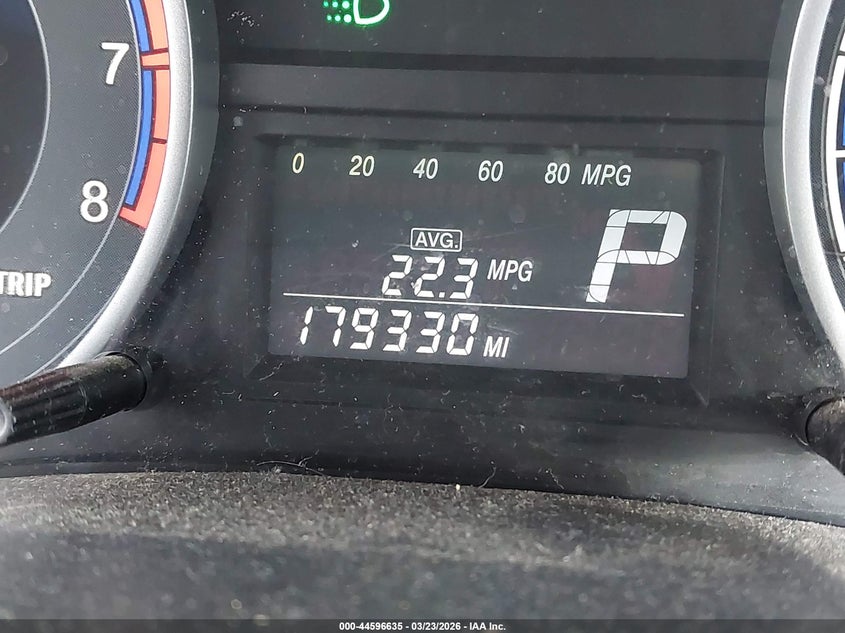 7
8
TRIP
0 20 40 60 80 MPG
AVG.
22.3 MPG
P
179330 MI
000-44596635 - 03/23/2026 - IAA Inc.